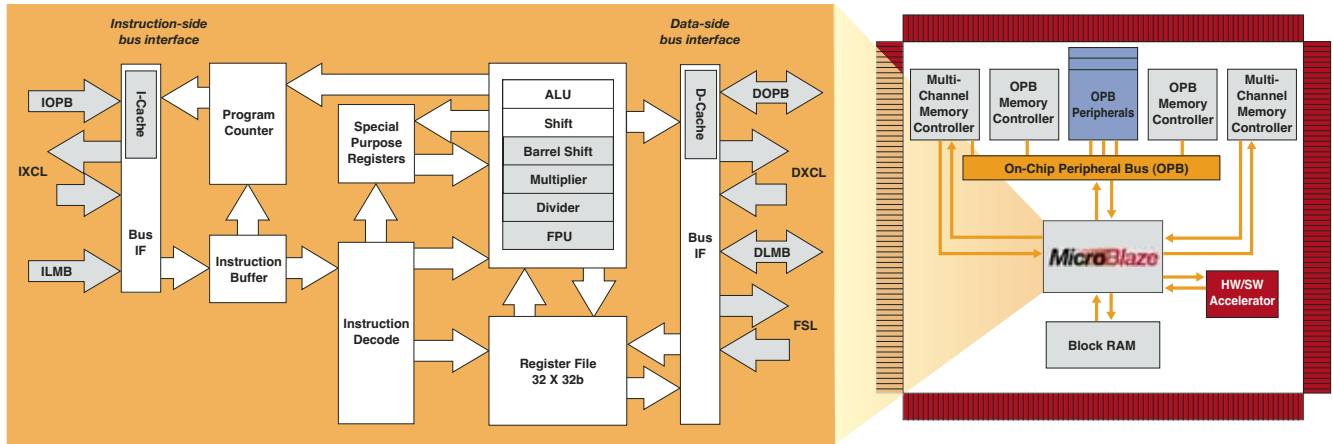 Instruction-side
bus interface
Data-side
bus interface
IOPB
IXCL
ILMB
I-Cache
Bus
IF
Program
Counter
Special
Purpose
Registers
ALU
Shift
Barrel Shift
Multiplier
Divider
FPU
Instruction
Buffer
Instruction
Decode
Register File
32 X 32b
D-Cache
Bus
IF
DOPB
DXCL
DLMB
FSL
Multi-
Channel
Memory
Controller
OPB
Memory
Controller
OPB
Peripherals
OPB
Memory
Controller
Multi-
Channel
Memory
Controller
On-Chip Peripheral Bus (OPB)
MicroBlaze
HW/SW
Accelerator
Block RAM